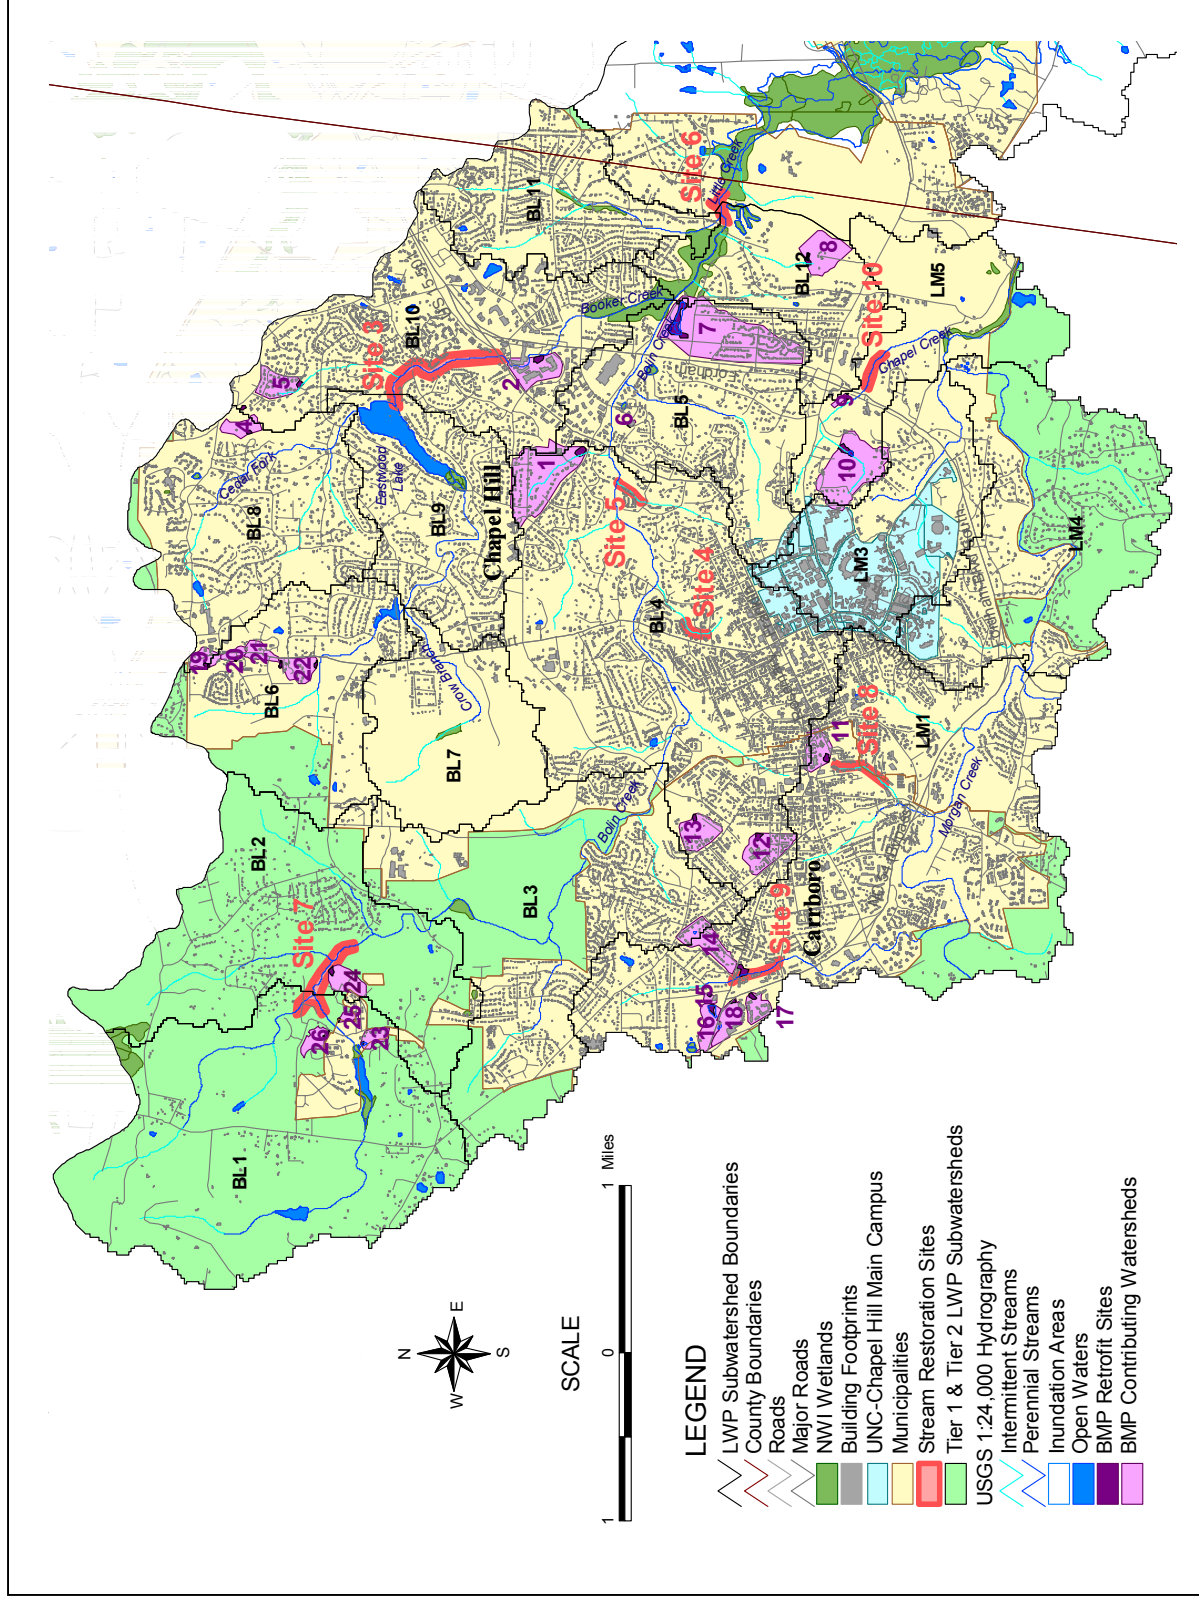 BL1
BL2
BL3
BL4
BL5
BL6
BL7
BL8
BL9
BL10
BL11
BL12
LM1
LM3
LM4
LM5
Site 3
Site 4
Site 5
Site 6
Site 7
Site 8
Site 9
Site 10
1
2
4
5
6
7
8
9
10
11
12
13
14
15
16
17
18
19
20
21
22
23
24
25
26
Chapel Hill
Carrboro
Cedar Fork
Eastwood
Lake
Crow Branch
Booker Creek
Bolin Creek
Bolin Creek
Little Creek
Chapel Creek
Morgan Creek
Fordham
N
E
S
W
SCALE
1 0 1 Miles
LEGEND
LWP Subwatershed Boundaries
County Boundaries
Roads
Major Roads
NWI Wetlands
Building Footprints
UNC-Chapel Hill Main Campus
Municipalities
Stream Restoration Sites
Tier 1 & Tier 2 LWP Subwatersheds
USGS 1:24,000 Hydrography
Intermittent Streams
Perennial Streams
Inundation Areas
Open Waters
BMP Retrofit Sites
BMP Contributing Watersheds